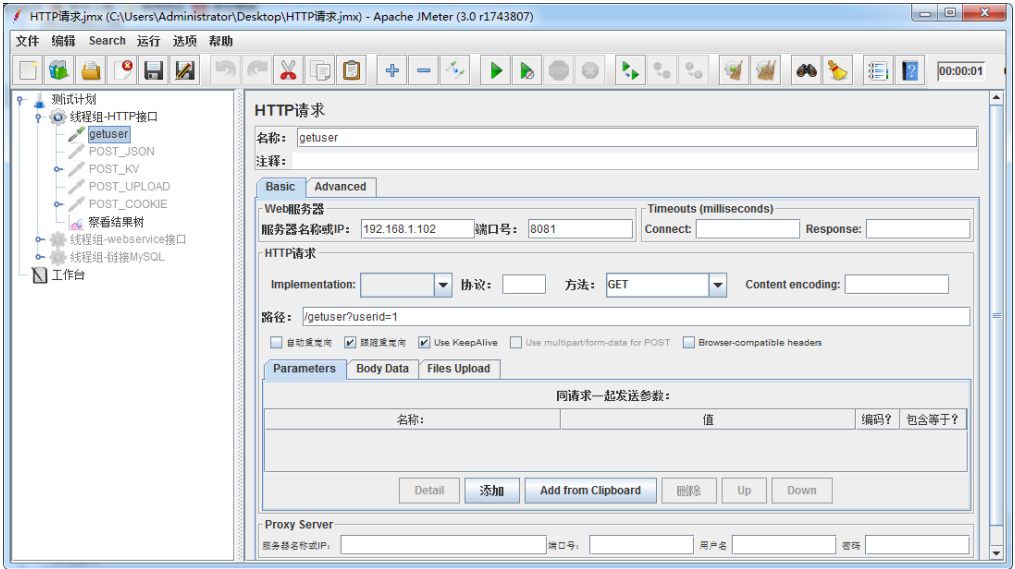 HTTP请求.jmx (C:\Users\Administrator\Desktop\HTTP请求.jmx) - Apache JMeter (3.0 r1743807)
文件 编辑 Search 运行 选项 帮助
00:00:01
测试计划
线程组-HTTP接口
getuser
POST_JSON
POST_KV
POST_UPLOAD
POST_COOKIE
察看结果树
线程组-webservice接口
线程组-链接MySQL
工作台
HTTP请求
名称: getuser
注释:
Basic Advanced
Web服务器 Timeouts (milliseconds)
服务器名称或IP: 192.168.1.102 端口号: 8081 Connect: Response:
HTTP请求
Implementation: 协议: 方法: GET Content encoding:
路径: /getuser?userid=1
自动重定向 跟随重定向 Use KeepAlive Use multipart/form-data for POST Browser-compatible headers
Parameters Body Data Files Upload
同请求一起发送参数:
名称: 值 编码? 包含等于?
Detail 添加 Add from Clipboard 删除 Up Down
Proxy Server
服务器名称或IP: 端口号: 用户名 密码